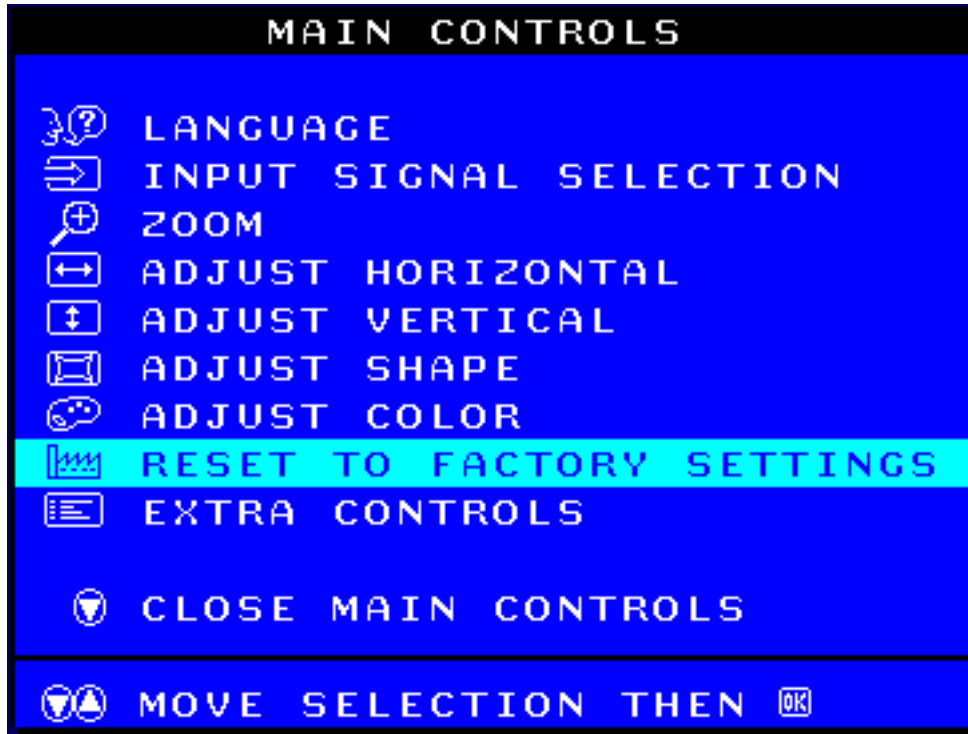 MAIN CONTROLS
LANGUAGE
INPUT SIGNAL SELECTION
ZOOM
ADJUST HORIZONTAL
ADJUST VERTICAL
ADJUST SHAPE
ADJUST COLOR
RESET TO FACTORY SETTINGS
EXTRA CONTROLS
CLOSE MAIN CONTROLS
MOVE SELECTION THEN OK